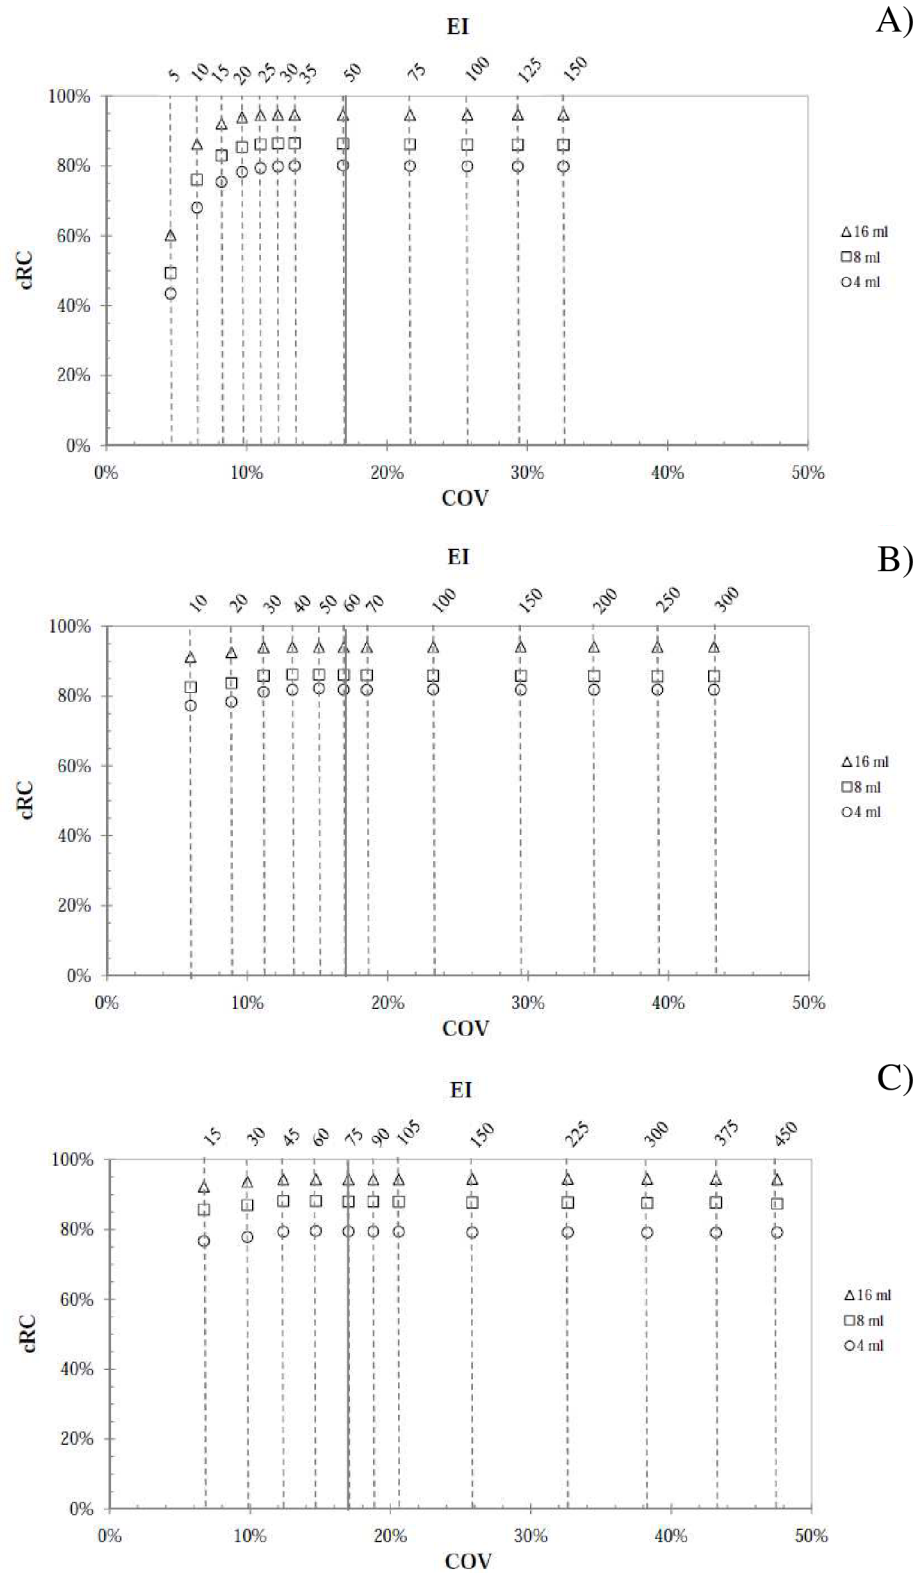 A)
EI
5 10 15 20 25 30 35 50 75 100 125 150
100%
80%
60%
40%
20%
0%
cRC
△ 16 ml
□ 8 ml
○ 4 ml
0% 10% 20% 30% 40% 50%
COV
B)
EI
10 20 30 40 50 60 70 100 150 200 250 300
100%
80%
60%
40%
20%
0%
cRC
△ 16 ml
□ 8 ml
○ 4 ml
0% 10% 20% 30% 40% 50%
COV
C)
EI
15 30 45 60 75 90 105 150 225 300 375 450
100%
80%
60%
40%
20%
0%
cRC
△ 16 ml
□ 8 ml
○ 4 ml
0% 10% 20% 30% 40% 50%
COV